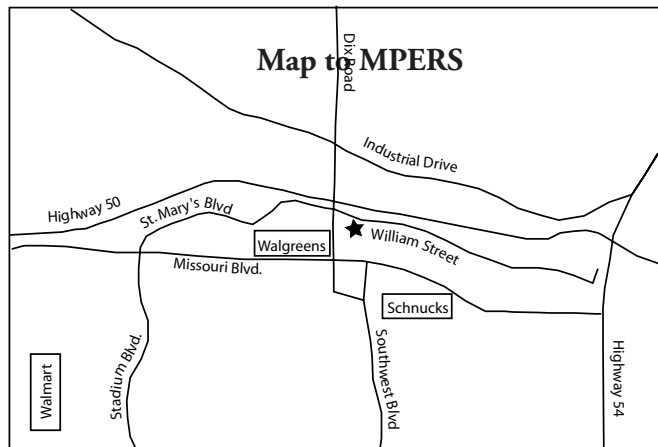 Map to MPERS
Dix Road
Industrial Drive
Highway 50
St. Mary's Blvd
William Street
Walgreens
Missouri Blvd.
Schnucks
Walmart
Stadium Blvd.
Southwest Blvd
Highway 54